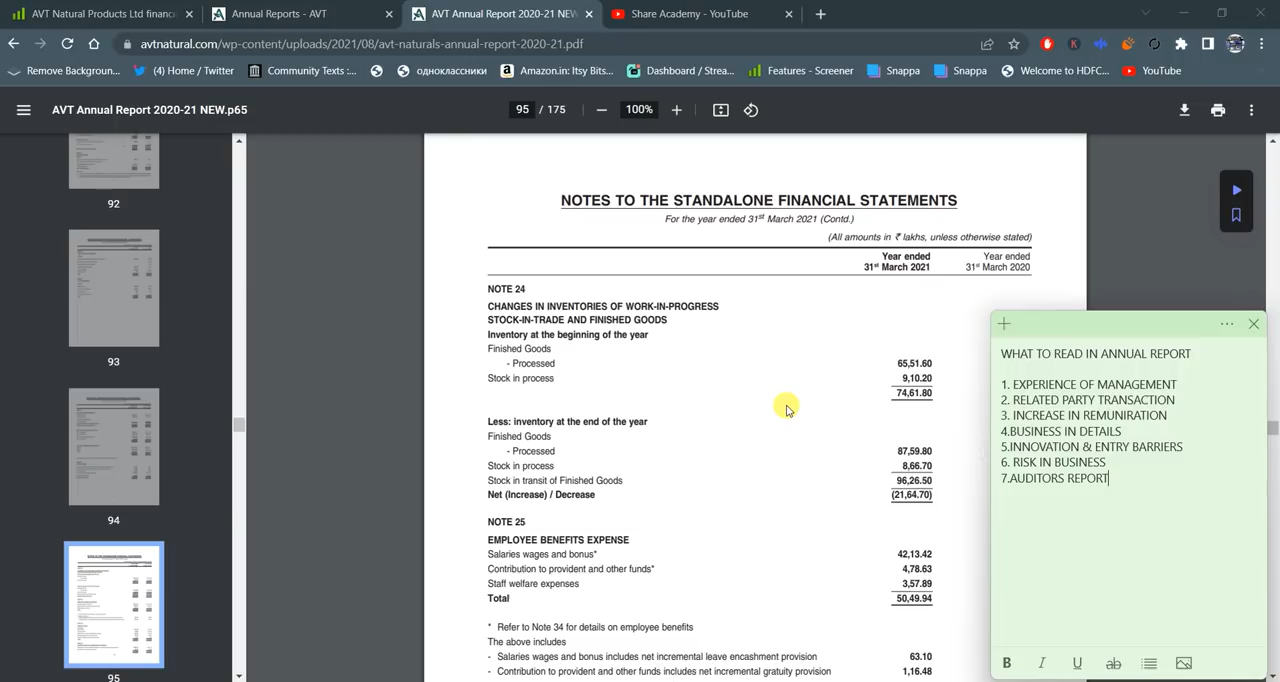 AVT Natural Products Ltd financ
Annual Reports - AVT
AVT Annual Report 2020-21 NEW
Share Academy - YouTube
avtnatural.com/wp-content/uploads/2021/08/avt-naturals-annual-report-2020-21.pdf
Remove Backgroun...
(4) Home / Twitter
Community Texts :...
одноклассники
Amazon.in: Itsy Bits...
Dashboard / Strea...
Features - Screener
Snappa
Snappa
Welcome to HDFC...
YouTube
AVT Annual Report 2020-21 NEW.p65
95 / 175
100%
92
93
94
95
NOTES TO THE STANDALONE FINANCIAL STATEMENTS
For the year ended 31st March 2021 (Contd.)
(All amounts in ₹ lakhs, unless otherwise stated)
Year ended Year ended
31st March 2021 31st March 2020
NOTE 24
CHANGES IN INVENTORIES OF WORK-IN-PROGRESS
STOCK-IN-TRADE AND FINISHED GOODS
Inventory at the beginning of the year
Finished Goods
- Processed 65,51.60
Stock in process 9,10.20
74,61.80
Less: inventory at the end of the year
Finished Goods
- Processed 87,59.80
Stock in process 8,66.70
Stock in transit of Finished Goods 96,26.50
Net (Increase) / Decrease (21,64.70)
NOTE 25
EMPLOYEE BENEFITS EXPENSE
Salaries wages and bonus* 42,13.42
Contribution to provident and other funds* 4,78.63
Staff welfare expenses 3,57.89
Total 50,49.94
* Refer to Note 34 for details on employee benefits
The above includes
- Salaries wages and bonus includes net incremental leave encashment provision 63.10
- Contribution to provident and other funds includes net incremental gratuity provision 1,16.48
WHAT TO READ IN ANNUAL REPORT
1. EXPERIENCE OF MANAGEMENT
2. RELATED PARTY TRANSACTION
3. INCREASE IN REMUNIRATION
4.BUSINESS IN DETAILS
5.INNOVATION & ENTRY BARRIERS
6. RISK IN BUSINESS
7.AUDITORS REPORT
B I U ab